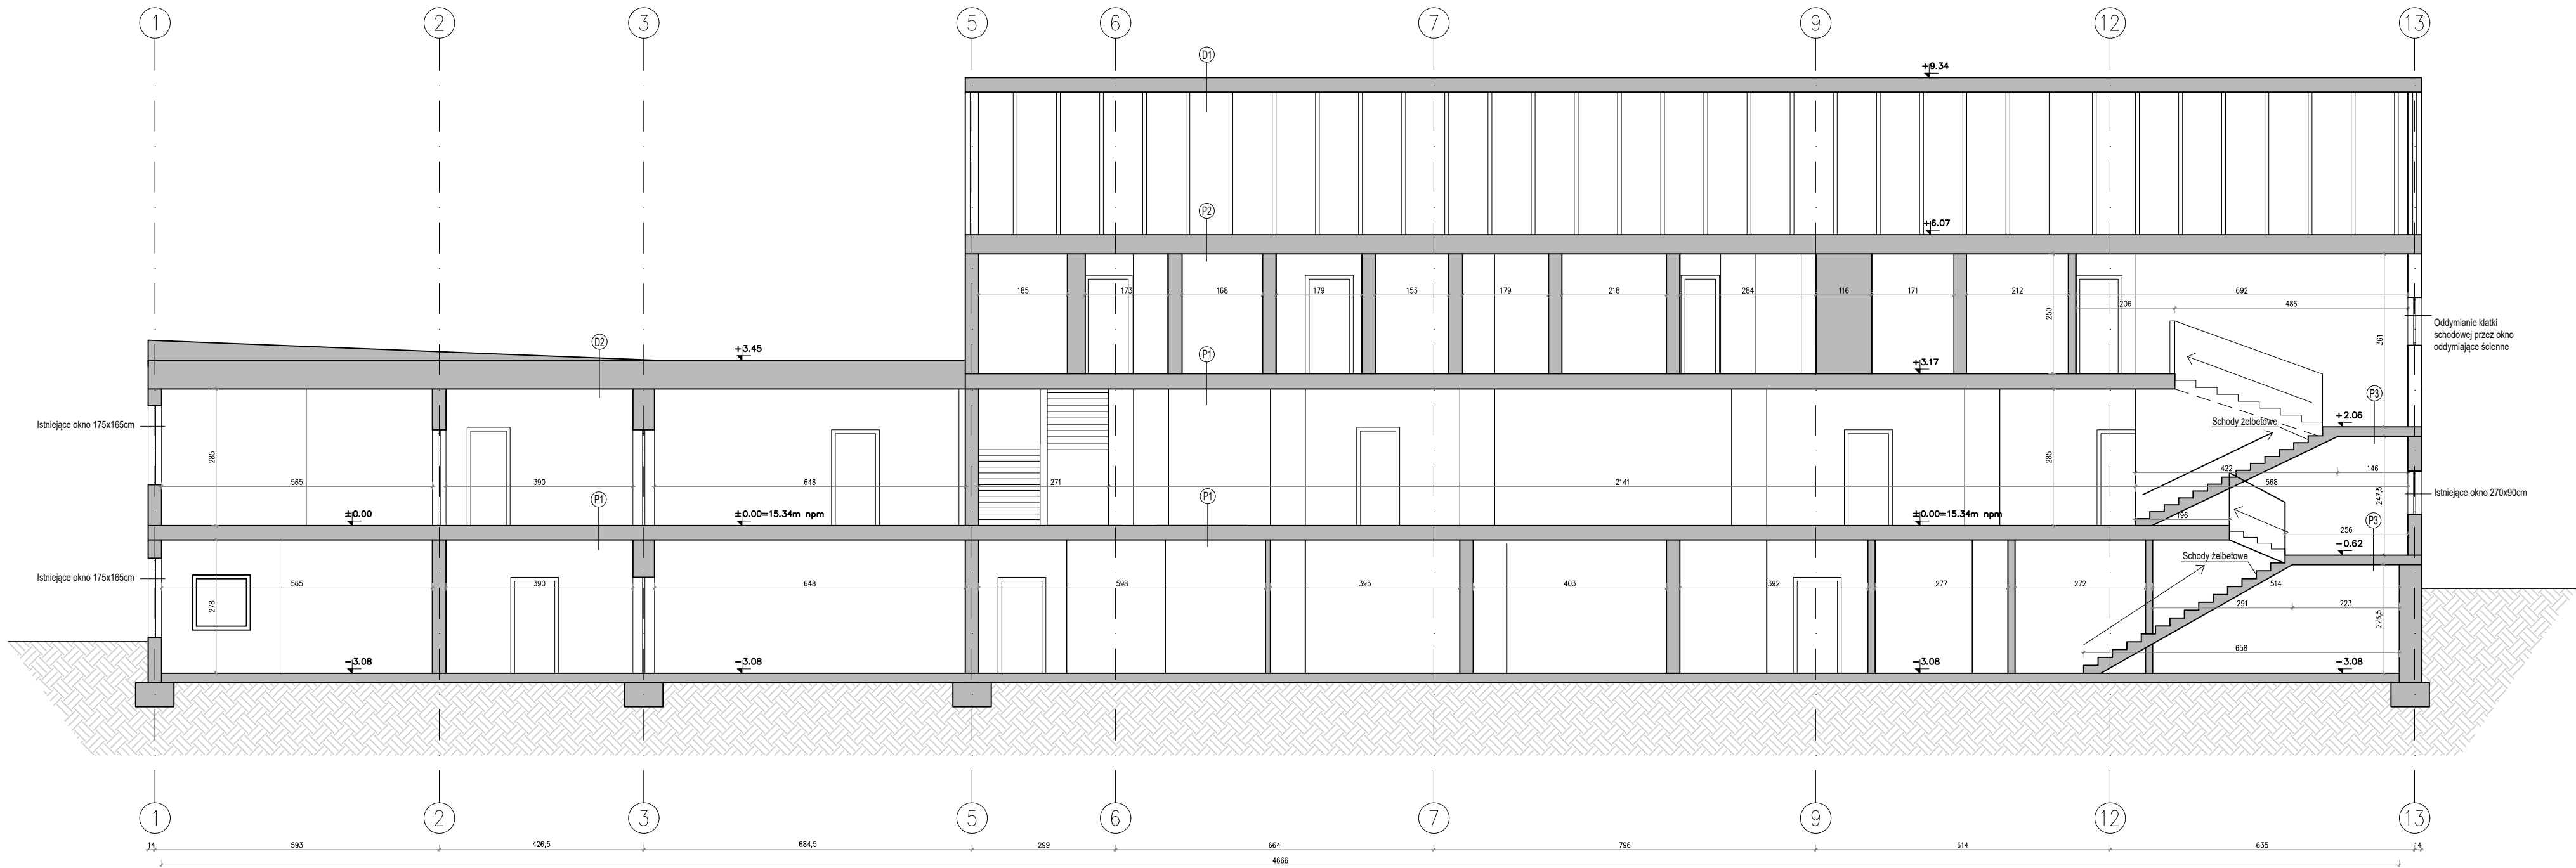 1 2 3 5 6 7 9 12 13
D1
+9.34
P2
+6.07
185 173 168 179 153 179 218 284 116 171 212 692
206 486
250
361
Oddymianie klatki
schodowej przez okno
oddymiające ścienne
D2
+3.45
P1
+3.17
P3
+2.06
Schody żelbetowe
Istniejące okno 175x165cm
285
285
422 146
565 390 648 271 2141 568
247,5
Istniejące okno 270x90cm
P1
P1
±0.00
±0.00=15.34m npm
±0.00=15.34m npm
196
P3
256
-0.62
Schody żelbetowe
Istniejące okno 175x165cm
565 390 648 598 395 403 392 277 272 514
278
291 223
226,5
658
-3.08
-3.08
-3.08
-3.08
1 2 3 5 6 7 9 12 13
14 593 426,5 684,5 299 664 796 614 635 14
4666